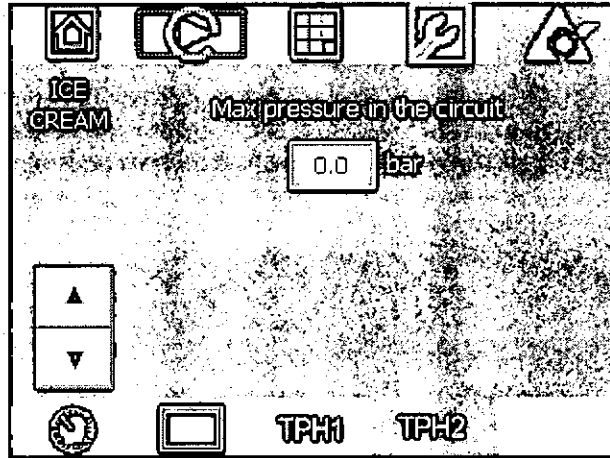 ICE
CREAM
Max pressure in the circuit
0.0 bar
TPH1 TPH2